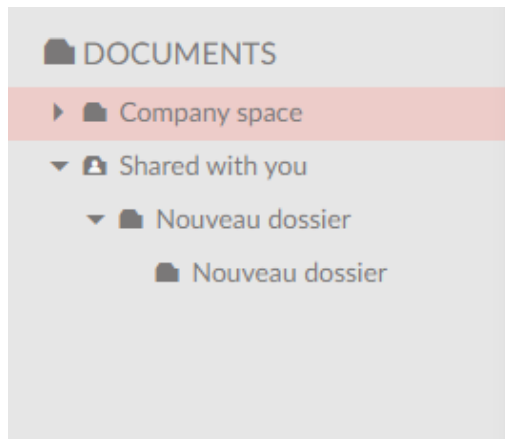 DOCUMENTS
Company space
Shared with you
Nouveau dossier
Nouveau dossier